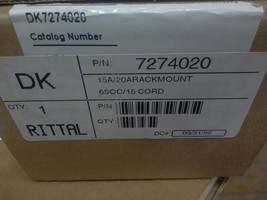 DK7274020
Catalog Number
DK
P/N: 7274020
15A/20ARACKMOUNT
6OCC/15 CORD
QTY: 1
P/N:
RITTAL
QTY:
DC#